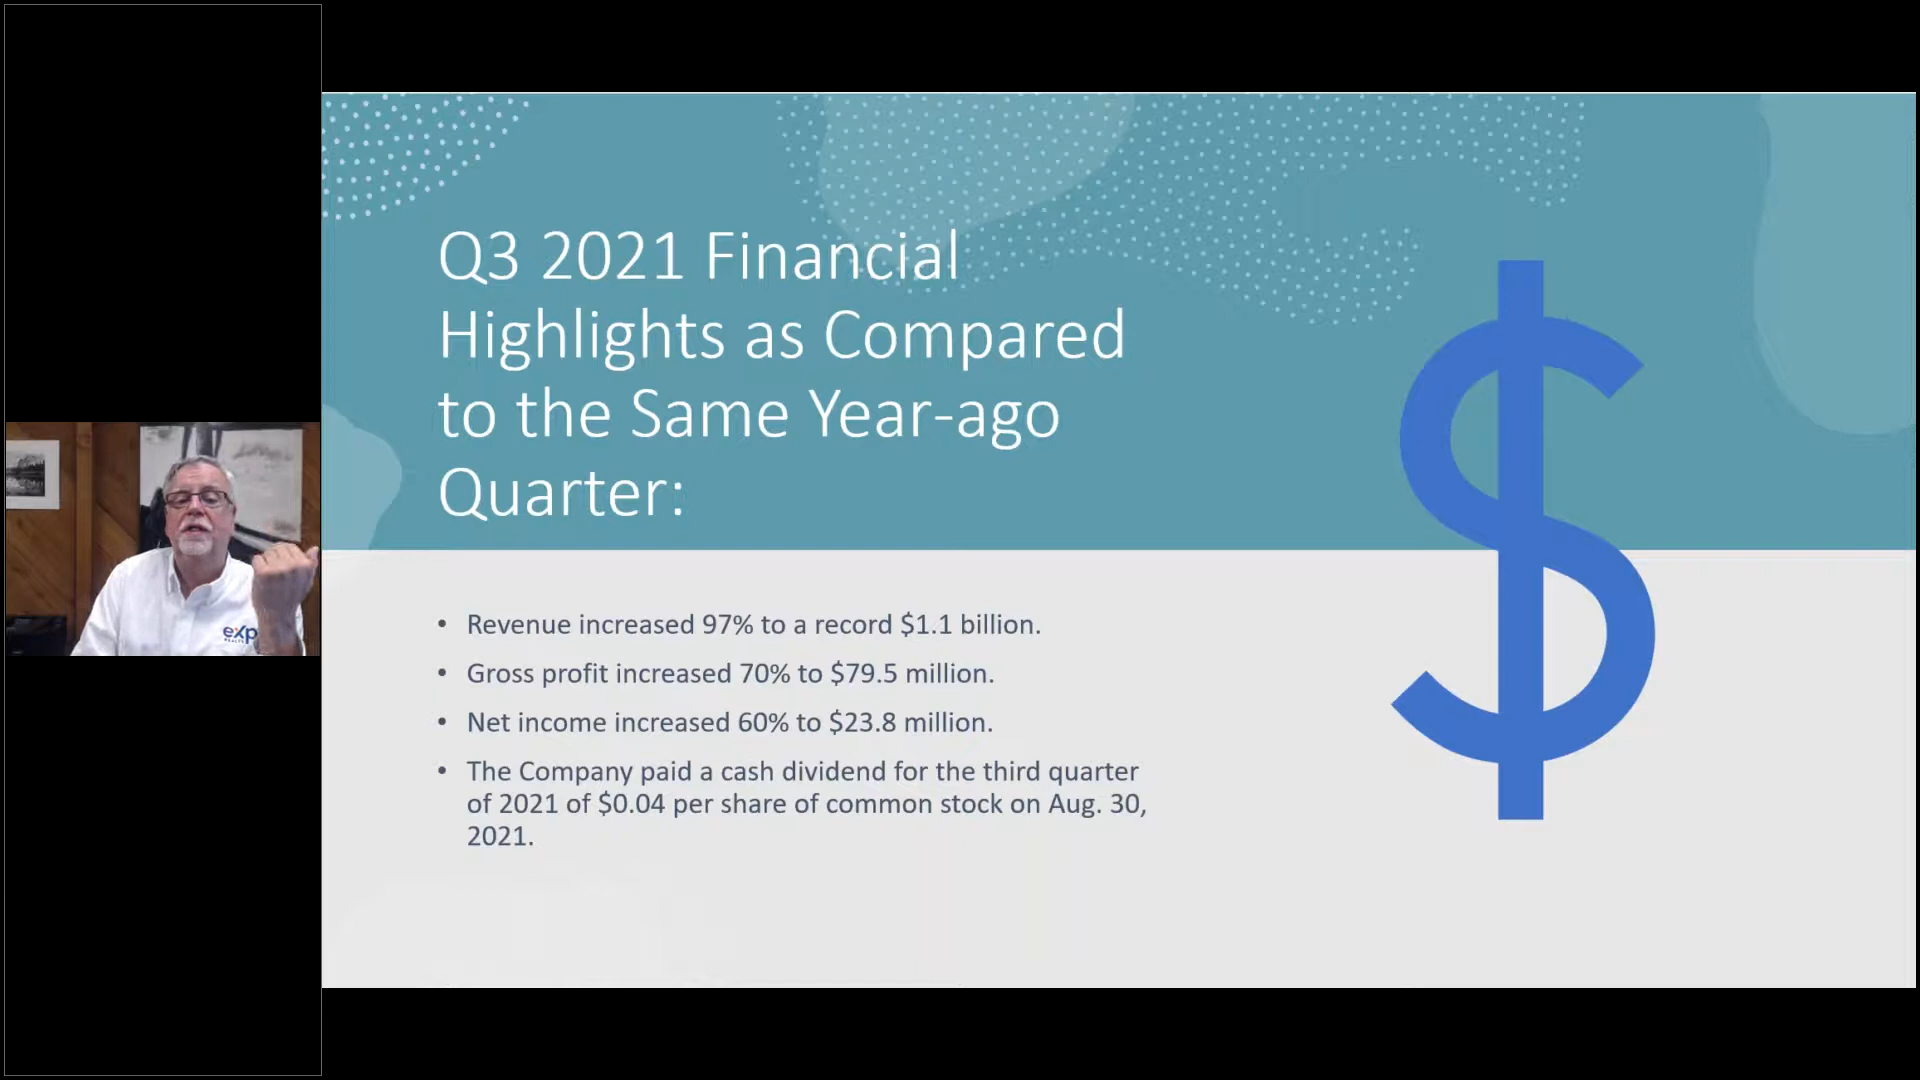 Q3 2021 Financial
Highlights as Compared
to the Same Year-ago
Quarter:
• Revenue increased 97% to a record $1.1 billion.
• Gross profit increased 70% to $79.5 million.
• Net income increased 60% to $23.8 million.
• The Company paid a cash dividend for the third quarter
of 2021 of $0.04 per share of common stock on Aug. 30,
2021.
exp
REALTY